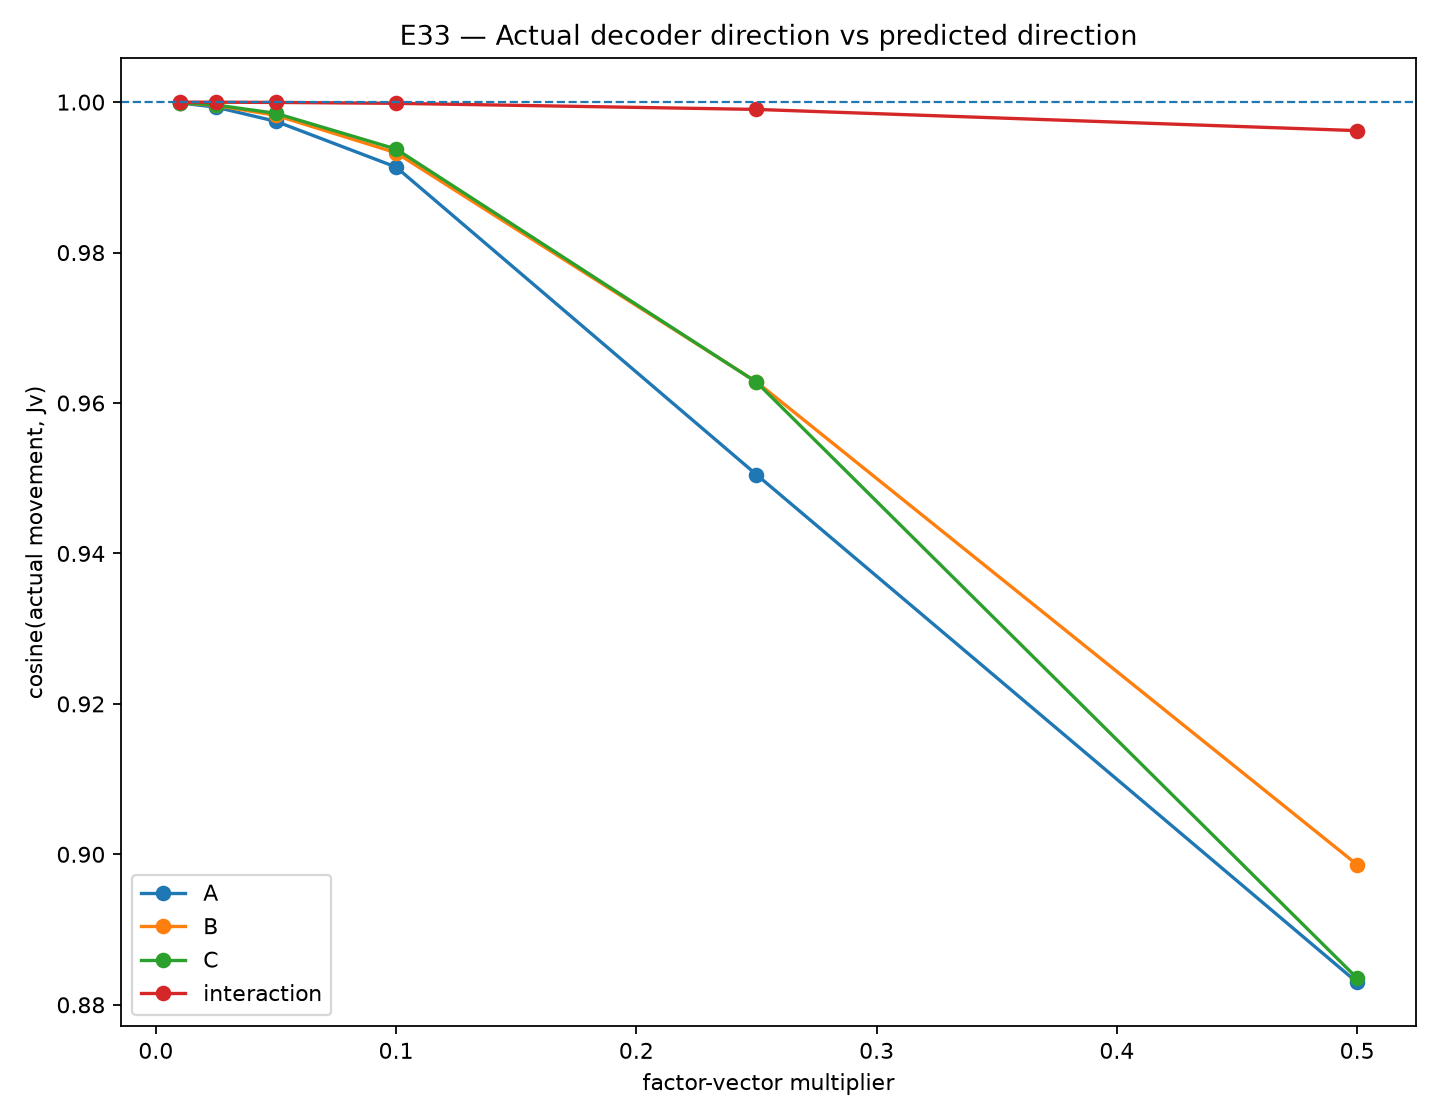 E33 — Actual decoder direction vs predicted direction
cosine(actual movement, Jv)
1.00
0.98
0.96
0.94
0.92
0.90
0.88
A
B
C
interaction
0.0 0.1 0.2 0.3 0.4 0.5
factor-vector multiplier